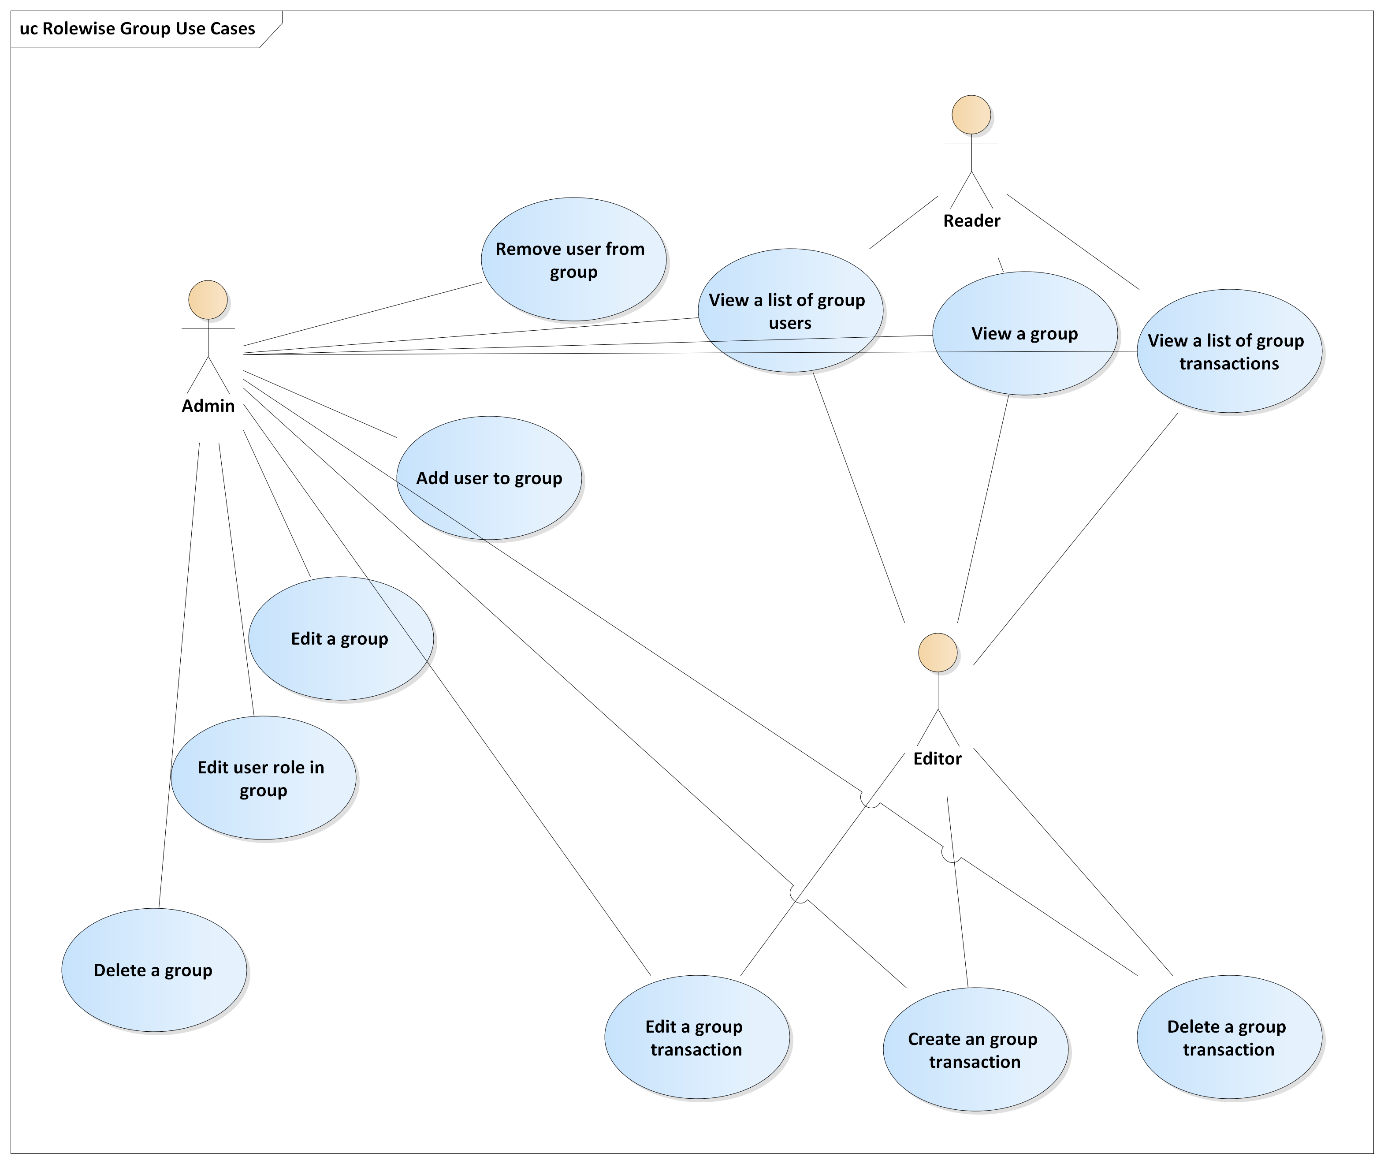 uc Rolewise Group Use Cases
Reader
Remove user from
group
View a list of group
users
View a group
View a list of group
transactions
Admin
Add user to group
Edit a group
Edit user role in
group
Editor
Delete a group
Edit a group
transaction
Create an group
transaction
Delete a group
transaction